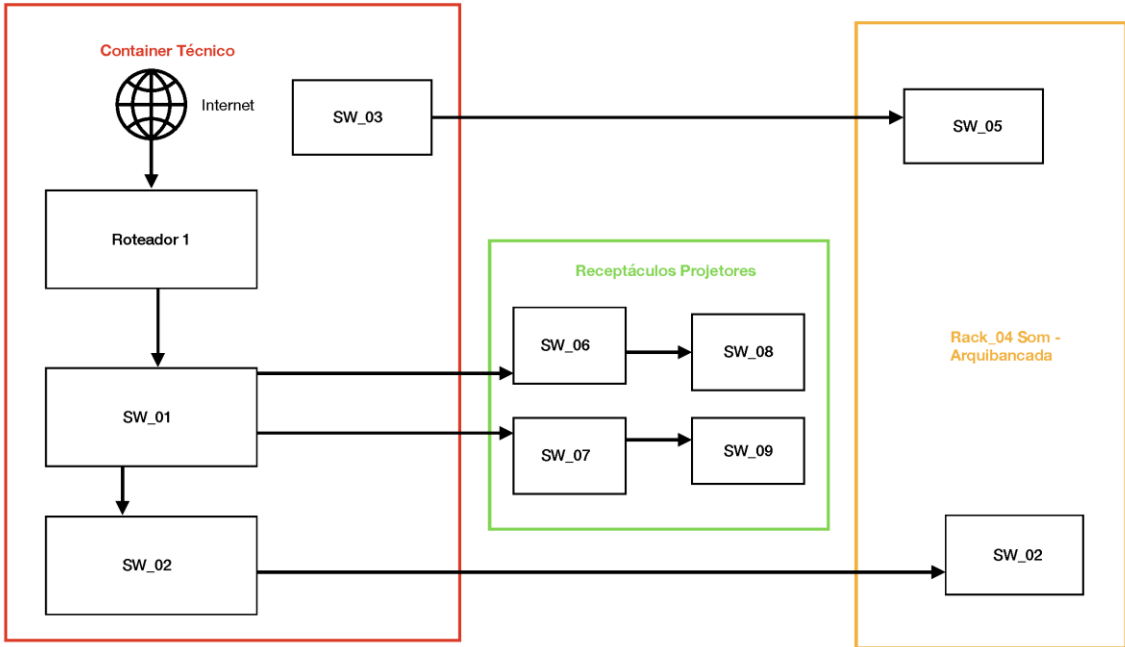 Container Técnico
Internet
SW_03
SW_05
Roteador 1
Receptáculos Projetores
SW_06
SW_08
Rack_04 Som -
Arquibancada
SW_01
SW_07
SW_09
SW_02
SW_02